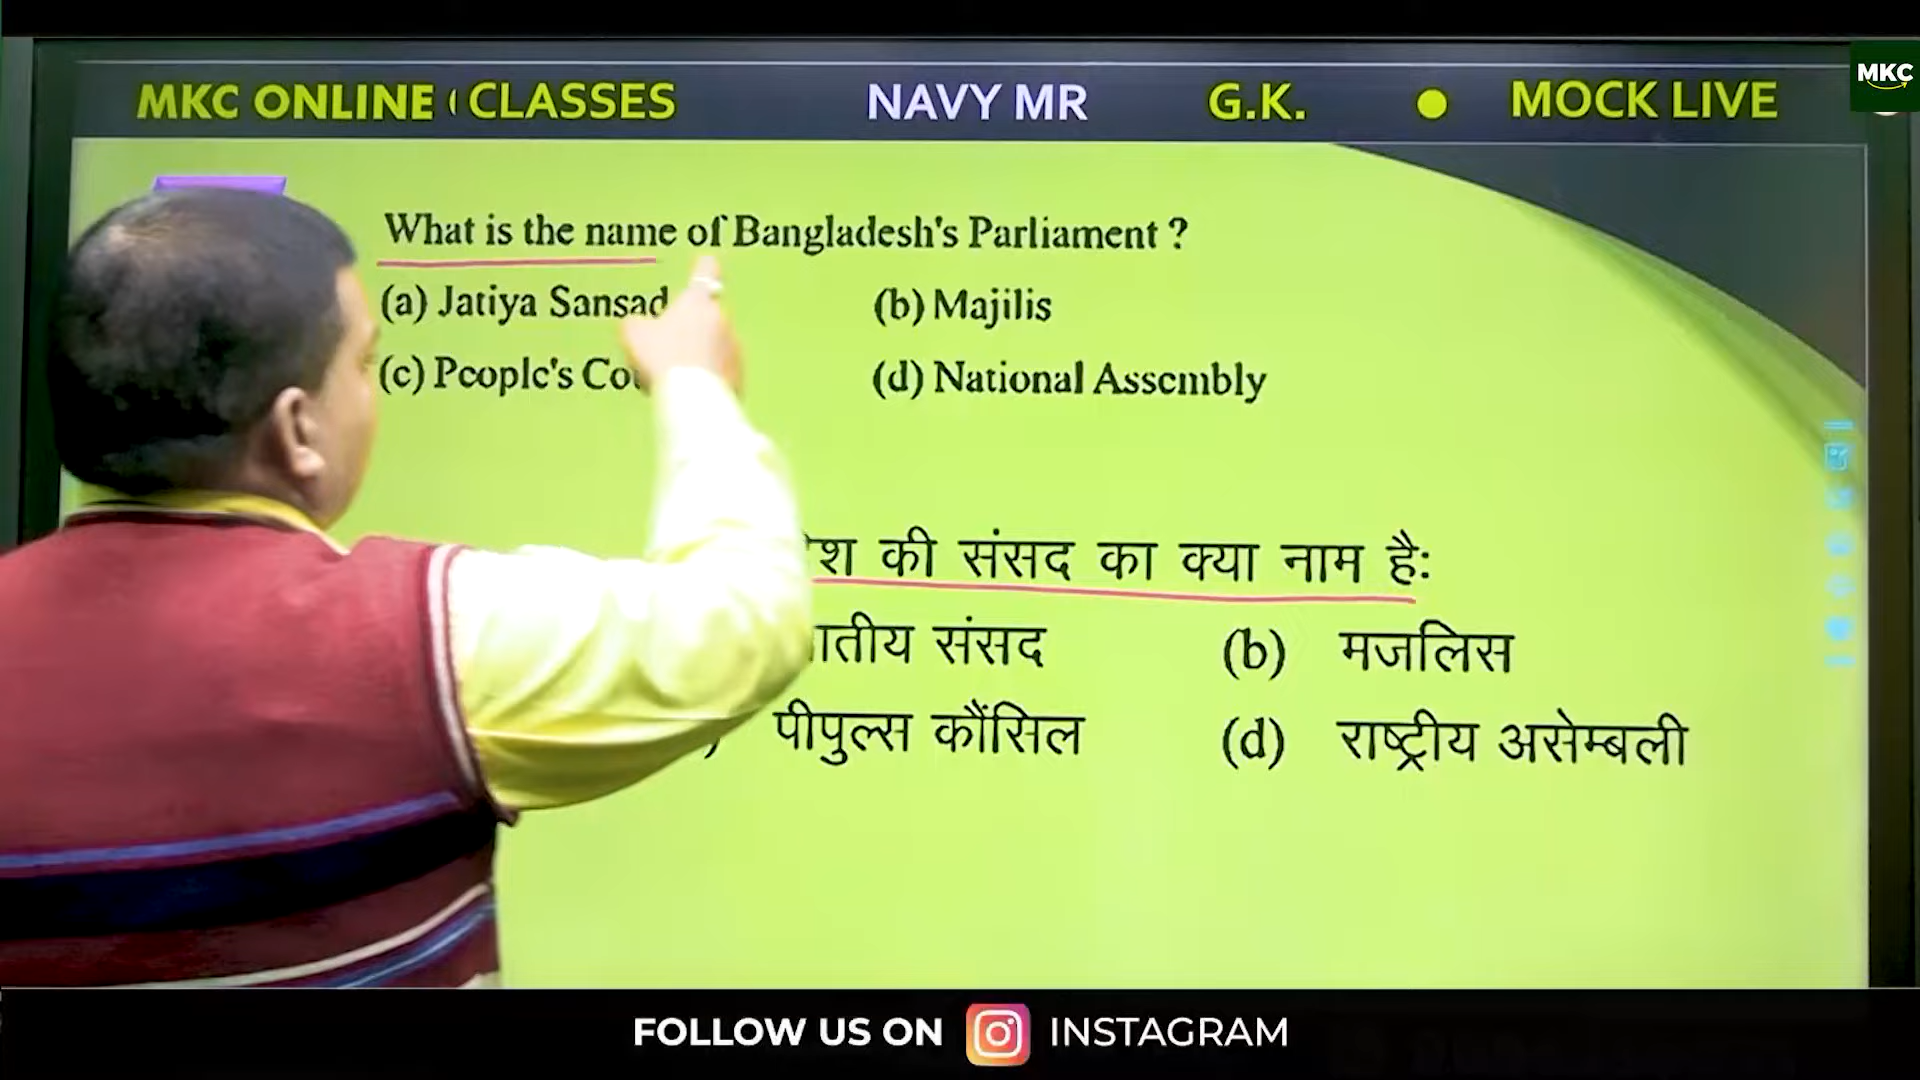 MKC ONLINE CLASSES NAVY MR G.K. MOCK LIVE
MKC
What is the name of Bangladesh's Parliament ?
(a) Jatiya Sansad (b) Majilis
(c) People's (d) National Assembly
की संसद का क्या नाम है:
संसद (b) मजलिस
पीपुल्स कौंसिल (d) राष्ट्रीय असेम्बली
FOLLOW US ON INSTAGRAM